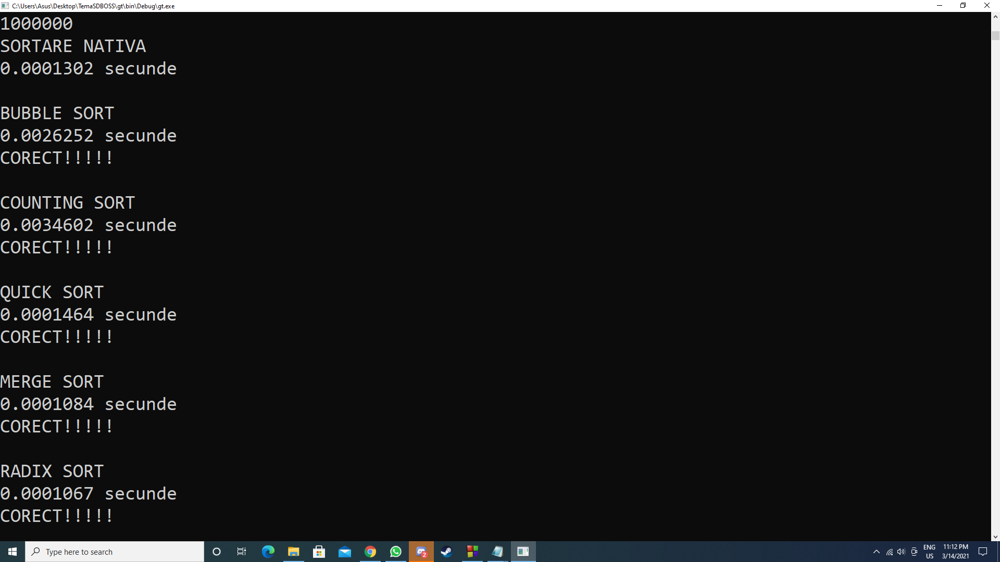 C:\Users\Asus\Desktop\TemaSDBOSS\gt\bin\Debug\gt.exe
1000000
SORTARE NATIVA
0.0001302 secunde
BUBBLE SORT
0.0026252 secunde
CORECT!!!!!
COUNTING SORT
0.0034602 secunde
CORECT!!!!!
QUICK SORT
0.0001464 secunde
CORECT!!!!!
MERGE SORT
0.0001084 secunde
CORECT!!!!!
RADIX SORT
0.0001067 secunde
CORECT!!!!!
Type here to search
2
ENG
US
11:12 PM
3/14/2021